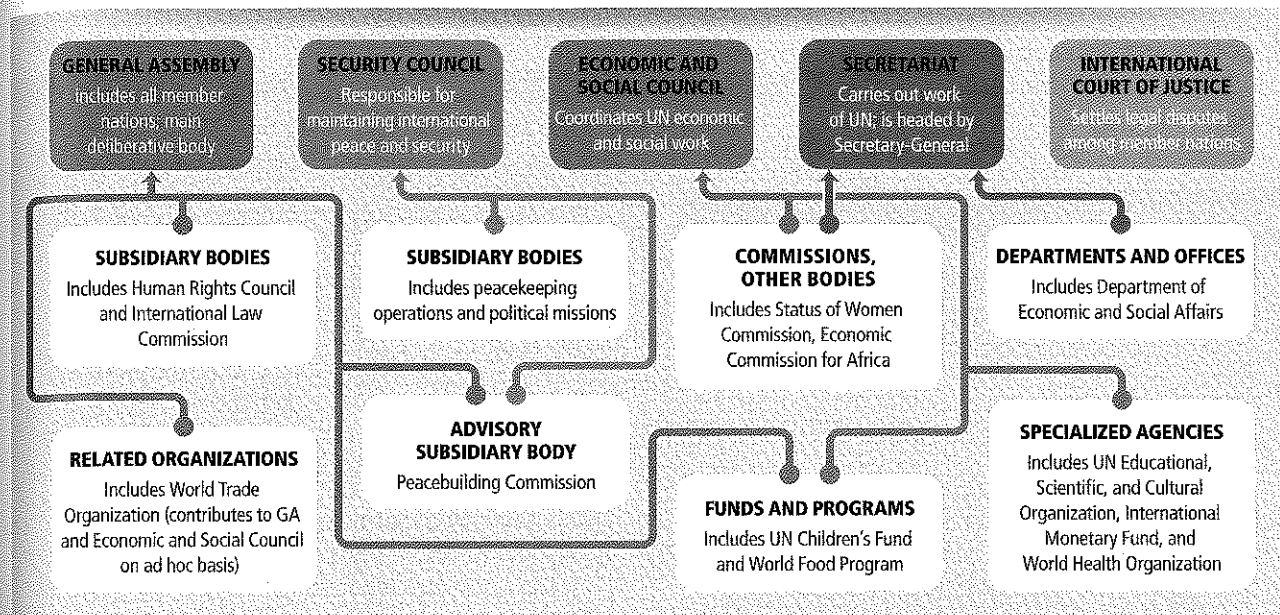 GENERAL ASSEMBLY
includes all member
nations; main
deliberative body
SECURITY COUNCIL
Responsible for
maintaining international
peace and security
ECONOMIC AND
SOCIAL COUNCIL
Coordinates UN economic
and social work
SECRETARIAT
Carries out work
of UN; is headed by
Secretary-General
INTERNATIONAL
COURT OF JUSTICE
Settles legal disputes
among member nations
SUBSIDIARY BODIES
Includes Human Rights Council
and International Law
Commission
SUBSIDIARY BODIES
Includes peacekeeping
operations and political missions
COMMISSIONS,
OTHER BODIES
Includes Status of Women
Commission, Economic
Commission for Africa
DEPARTMENTS AND OFFICES
Includes Department of
Economic and Social Affairs
RELATED ORGANIZATIONS
Includes World Trade
Organization (contributes to GA
and Economic and Social Council
on ad hoc basis)
ADVISORY
SUBSIDIARY BODY
Peacebuilding Commission
FUNDS AND PROGRAMS
Includes UN Children's Fund
and World Food Program
SPECIALIZED AGENCIES
Includes UN Educational,
Scientific, and Cultural
Organization, International
Monetary Fund, and
World Health Organization